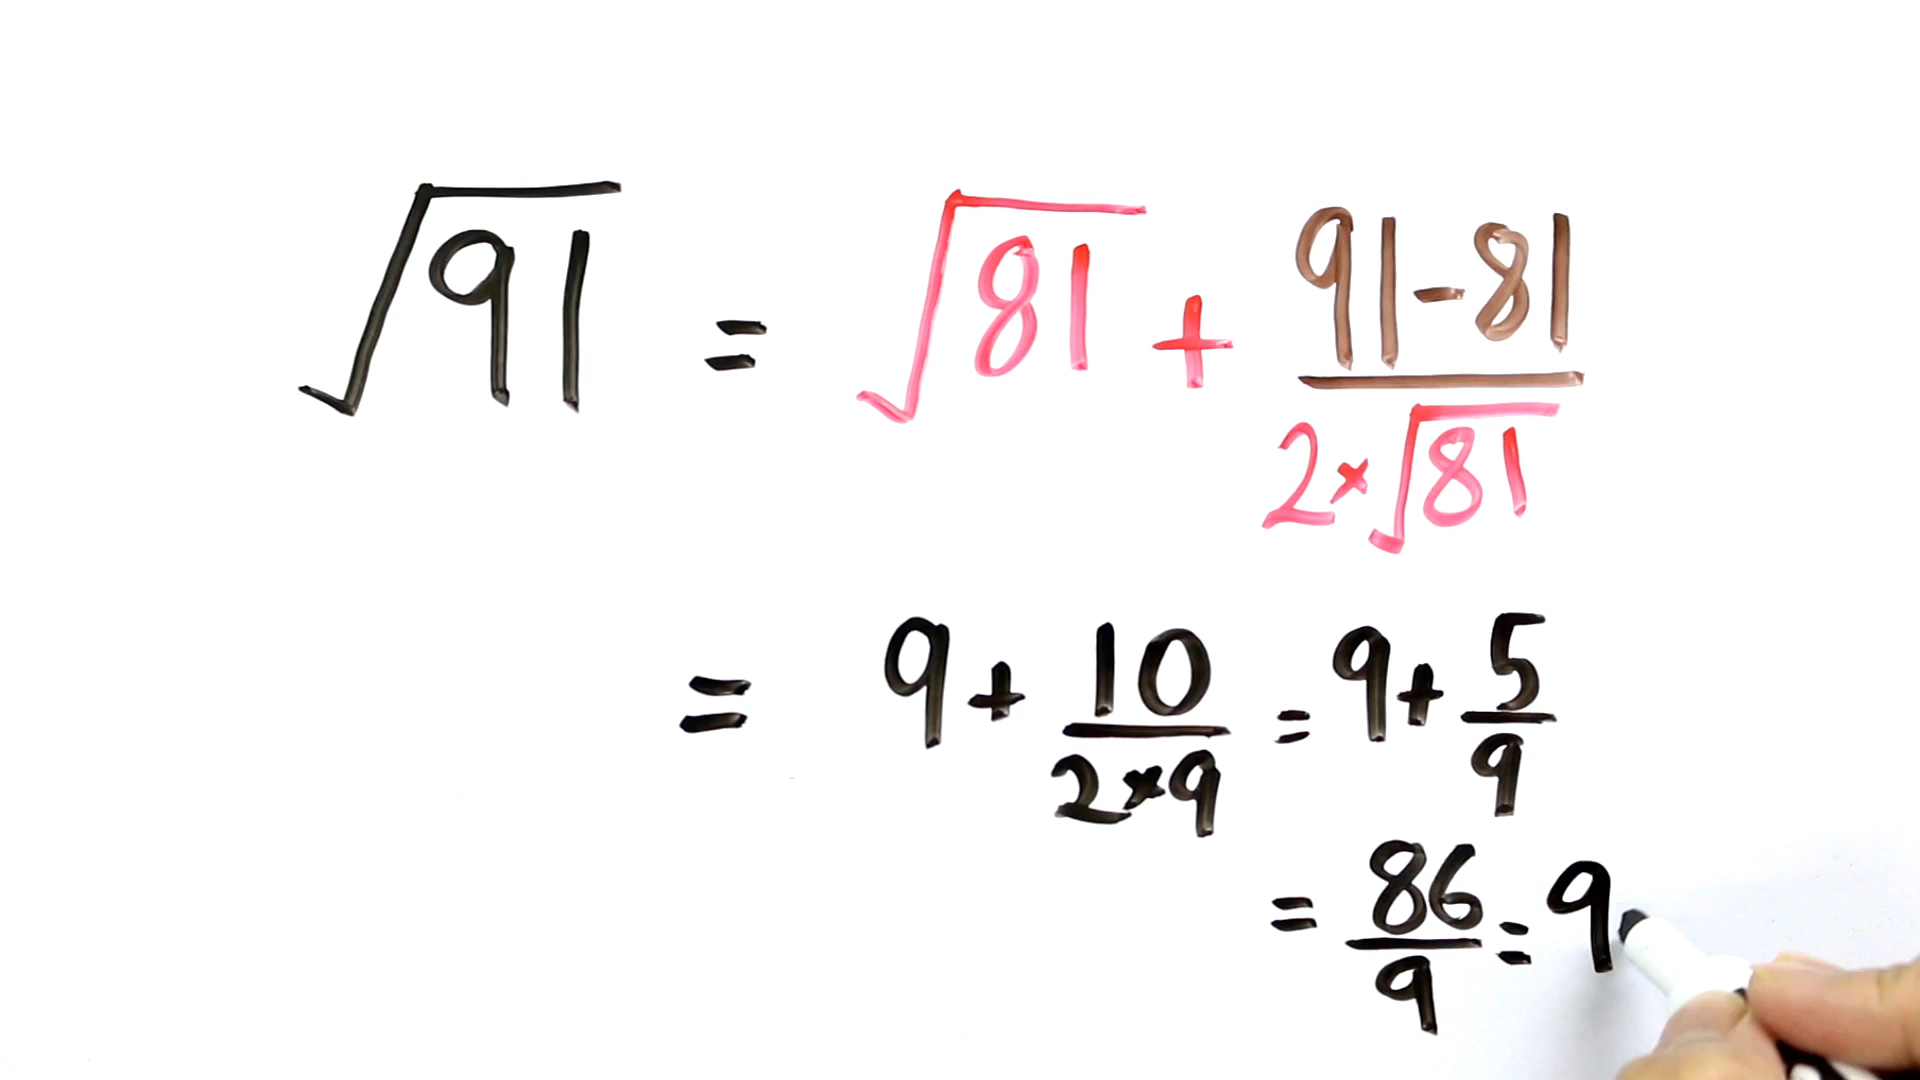 √91 = √81 + (91-81)/(2×√81)
= 9 + 10/(2×9) = 9 + 5/9
= 86/9 = 9